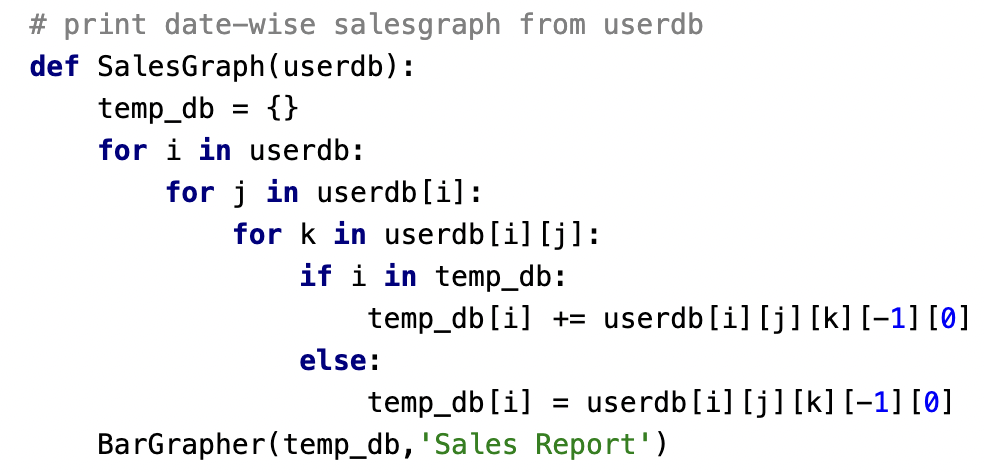 # print date-wise salesgraph from userdb
def SalesGraph(userdb):
    temp_db = {}
    for i in userdb:
        for j in userdb[i]:
            for k in userdb[i][j]:
                if i in temp_db:
                    temp_db[i] += userdb[i][j][k][-1][0]
                else:
                    temp_db[i] = userdb[i][j][k][-1][0]
    BarGrapher(temp_db,'Sales Report')